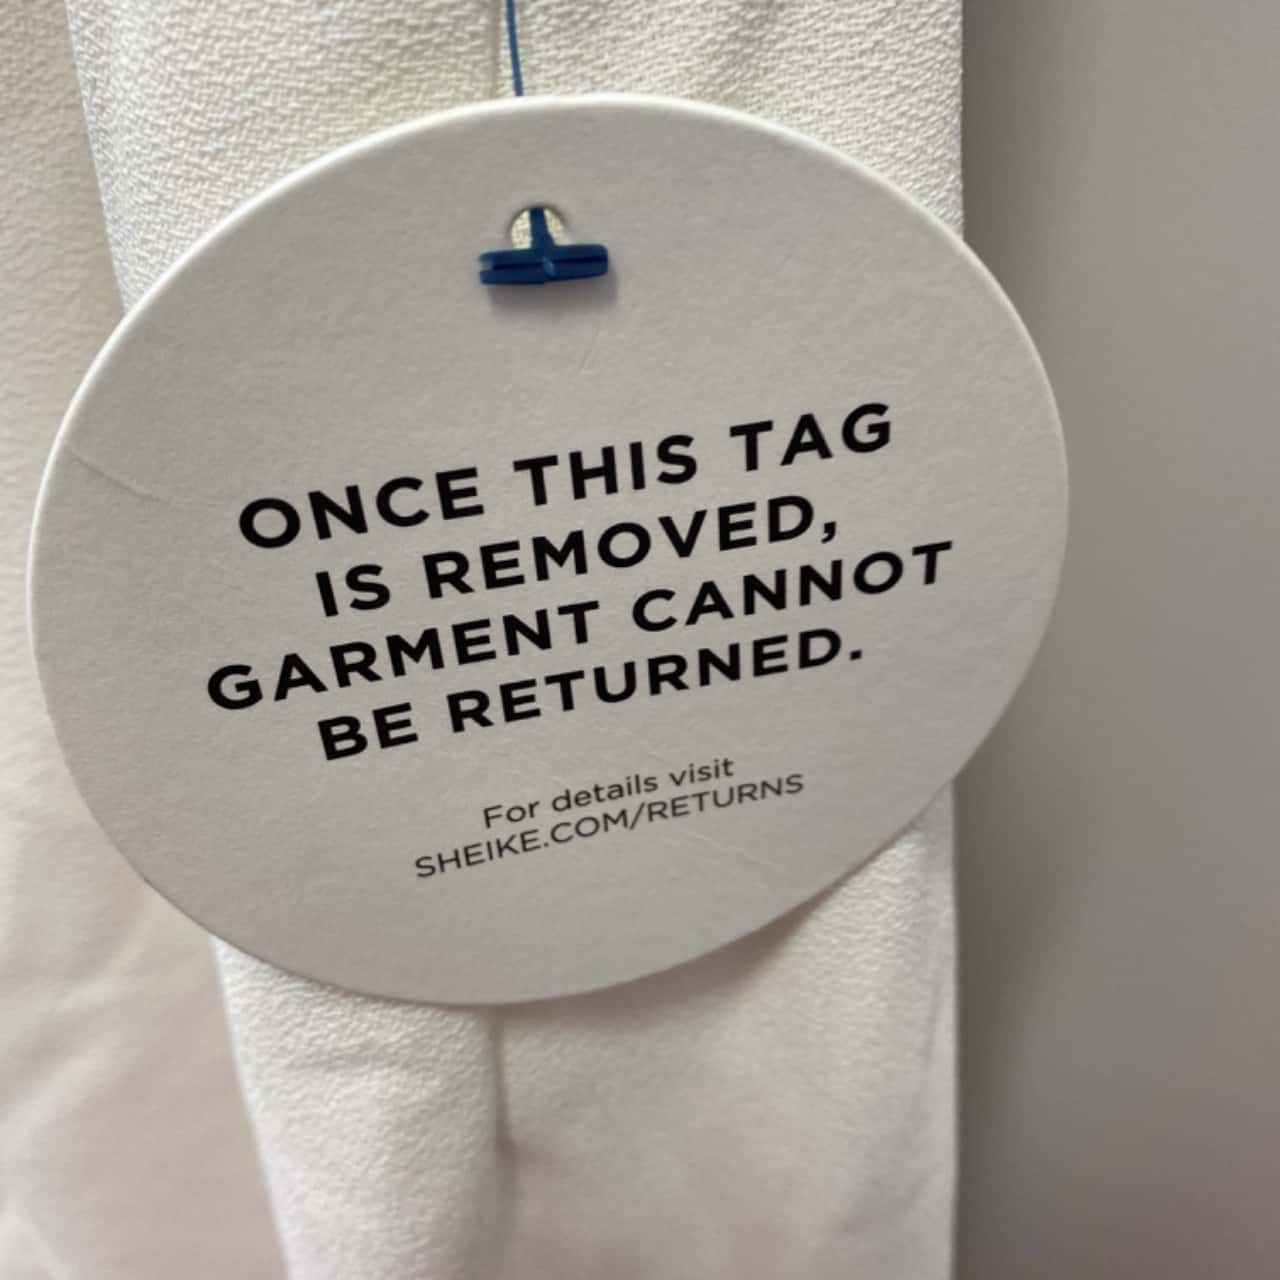 ONCE THIS TAG
IS REMOVED,
GARMENT CANNOT
BE RETURNED.
For details visit
SHEIKE.COM/RETURNS